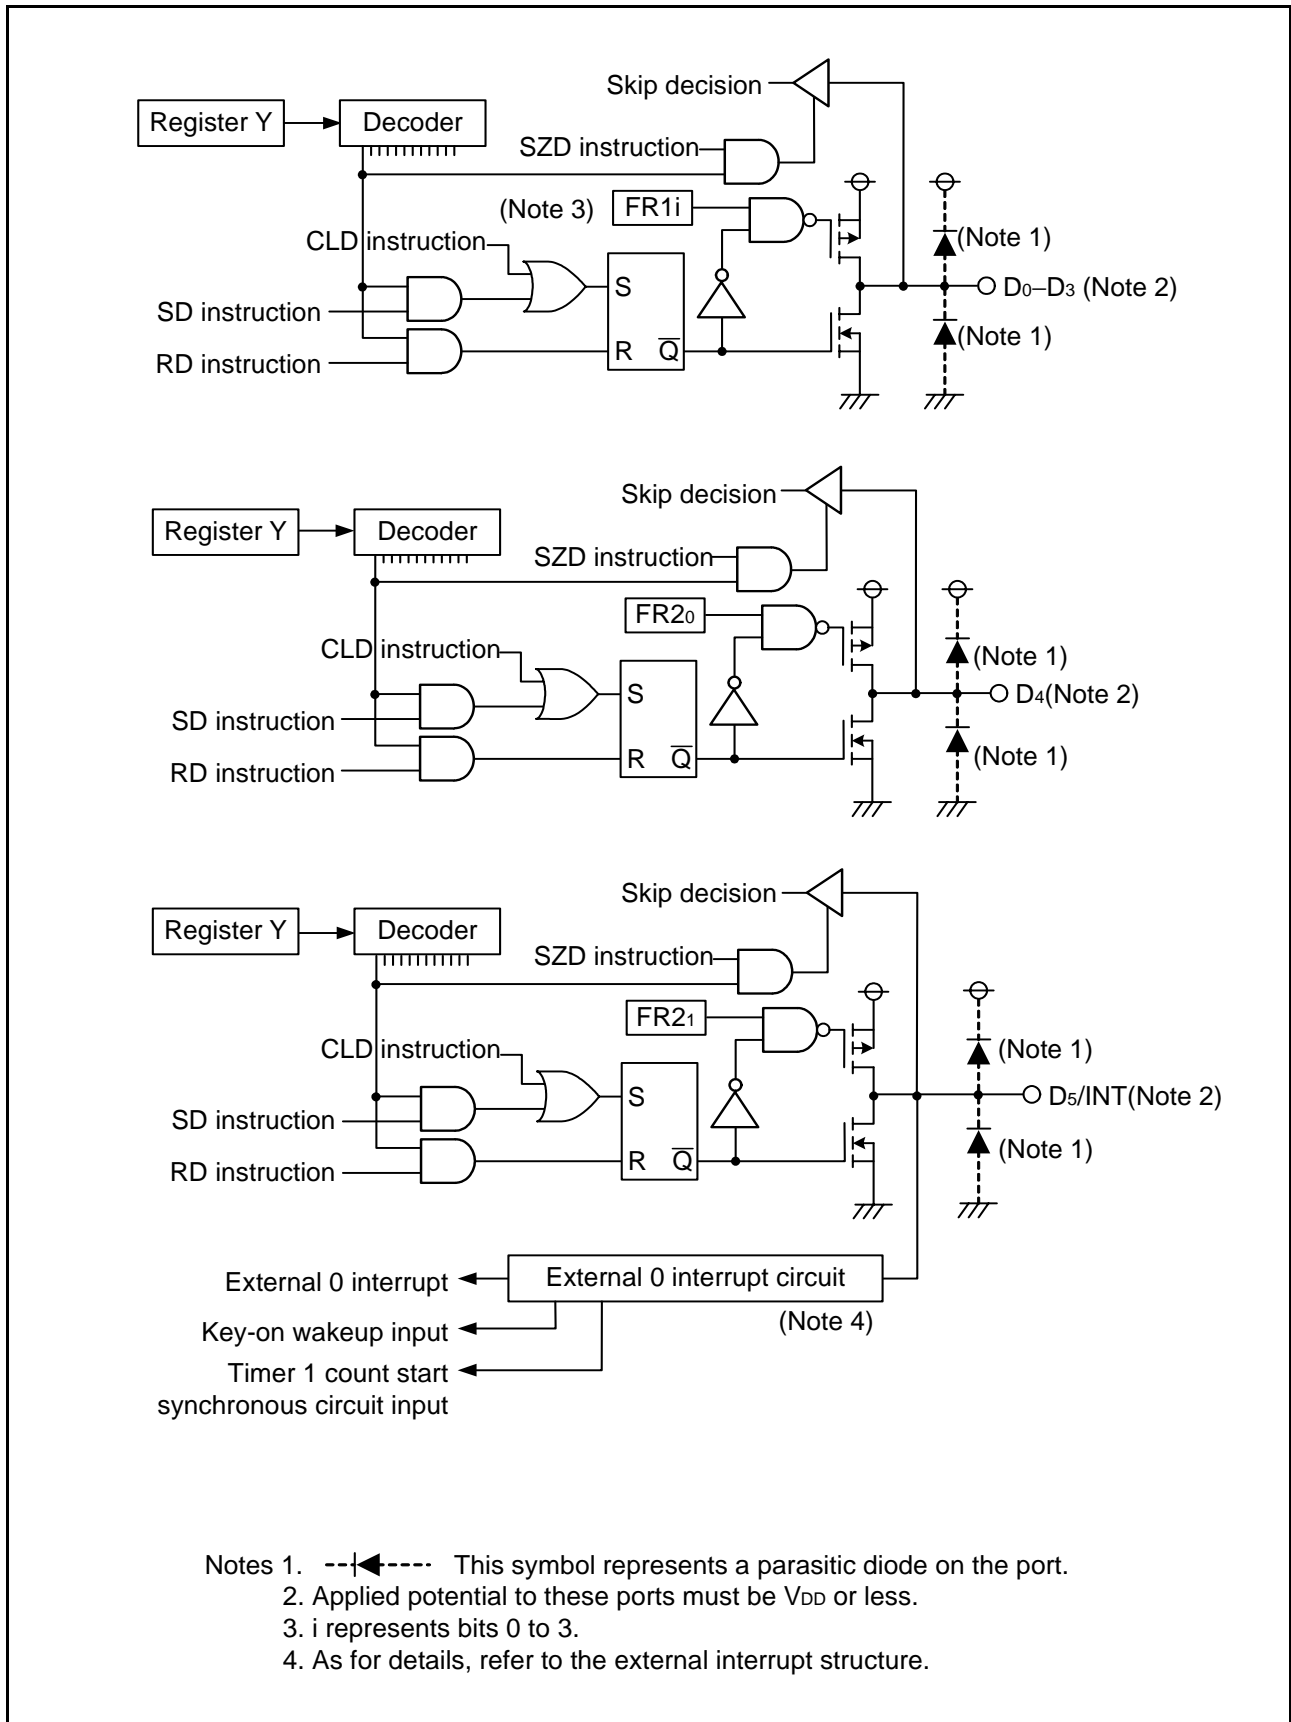 Skip decision
Register Y
Decoder
SZD instruction
(Note 3)
FR1i
CLD instruction
(Note 1)
S
D0–D3 (Note 2)
SD instruction
(Note 1)
R
Q̅
RD instruction
Skip decision
Register Y
Decoder
SZD instruction
FR20
CLD instruction
(Note 1)
S
D4(Note 2)
SD instruction
(Note 1)
R
Q̅
RD instruction
Skip decision
Register Y
Decoder
SZD instruction
FR21
CLD instruction
(Note 1)
S
D5/INT(Note 2)
SD instruction
(Note 1)
R
Q̅
RD instruction
External 0 interrupt
External 0 interrupt circuit
(Note 4)
Key-on wakeup input
Timer 1 count start
synchronous circuit input
Notes 1. This symbol represents a parasitic diode on the port.
2. Applied potential to these ports must be VDD or less.
3. i represents bits 0 to 3.
4. As for details, refer to the external interrupt structure.